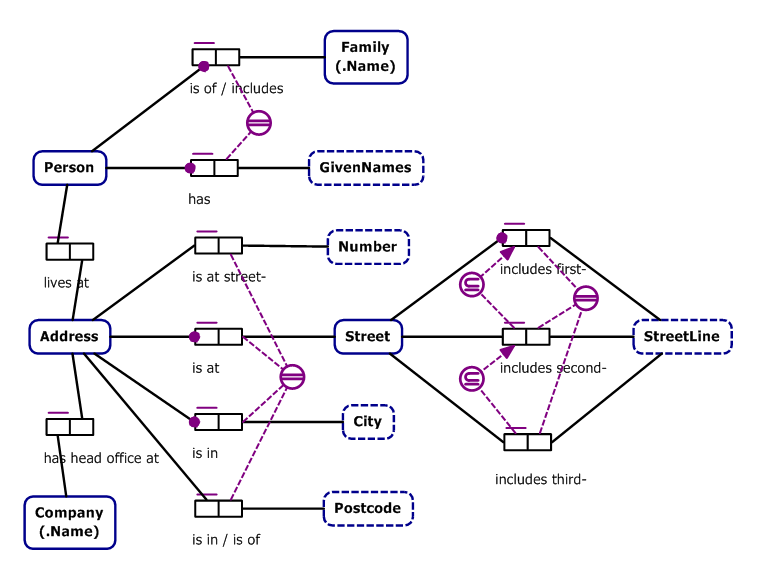 Family
(.Name)
is of / includes
Person
GivenNames
has
Number
lives at
is at street-
includes first-
Address
Street
StreetLine
is at
includes second-
City
has head office at
is in
includes third-
Company
(.Name)
Postcode
is in / is of